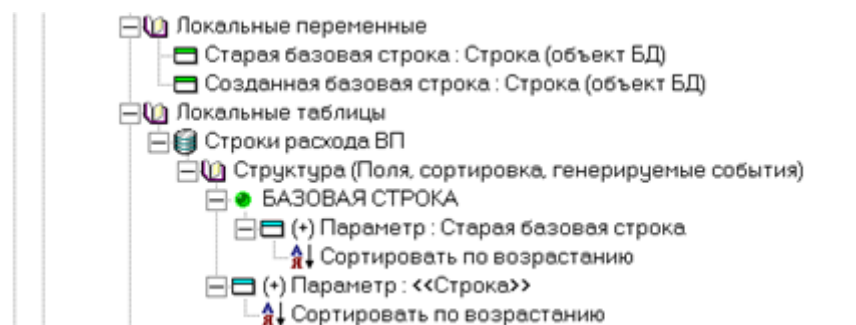 Локальные переменные
Старая базовая строка : Строка (объект БД)
Созданная базовая строка : Строка (объект БД)
Локальные таблицы
Строки расхода ВП
Структура (Поля, сортировка, генерируемые события)
БАЗОВАЯ СТРОКА
(+) Параметр : Старая базовая строка
Сортировать по возрастанию
(+) Параметр : <<Строка>>
Сортировать по возрастанию